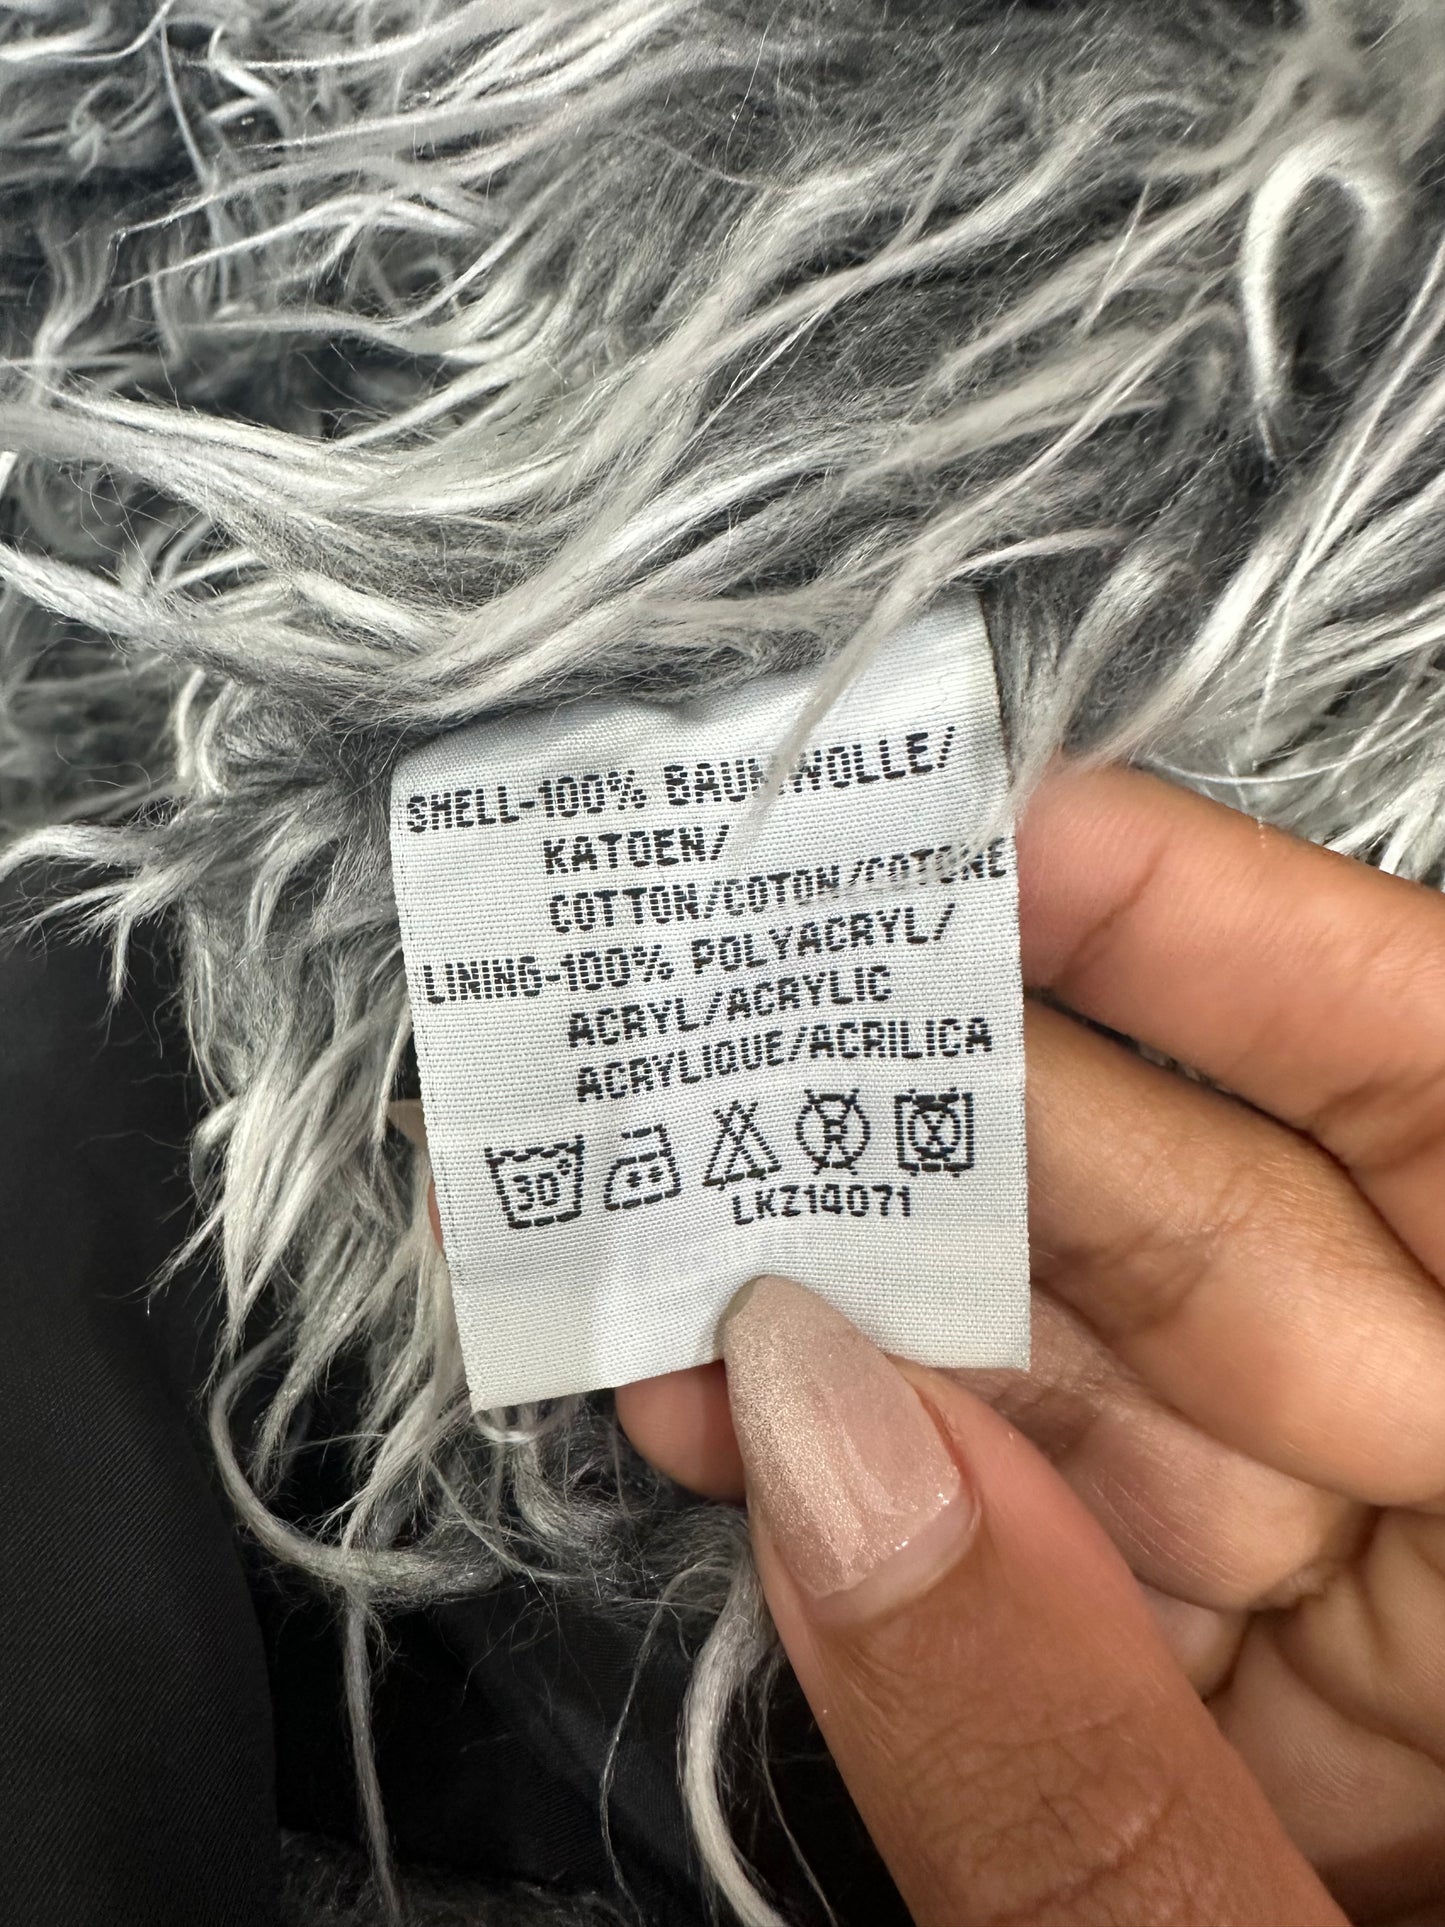 SHELL-100% BAUMWOLLE/
KATOEN/
COTTON/COTON/COTONE
LINING-100% POLYACRYL/
ACRYL/ACRYLIC
ACRYLIQUE/ACRILICA
30°
LKZ14071